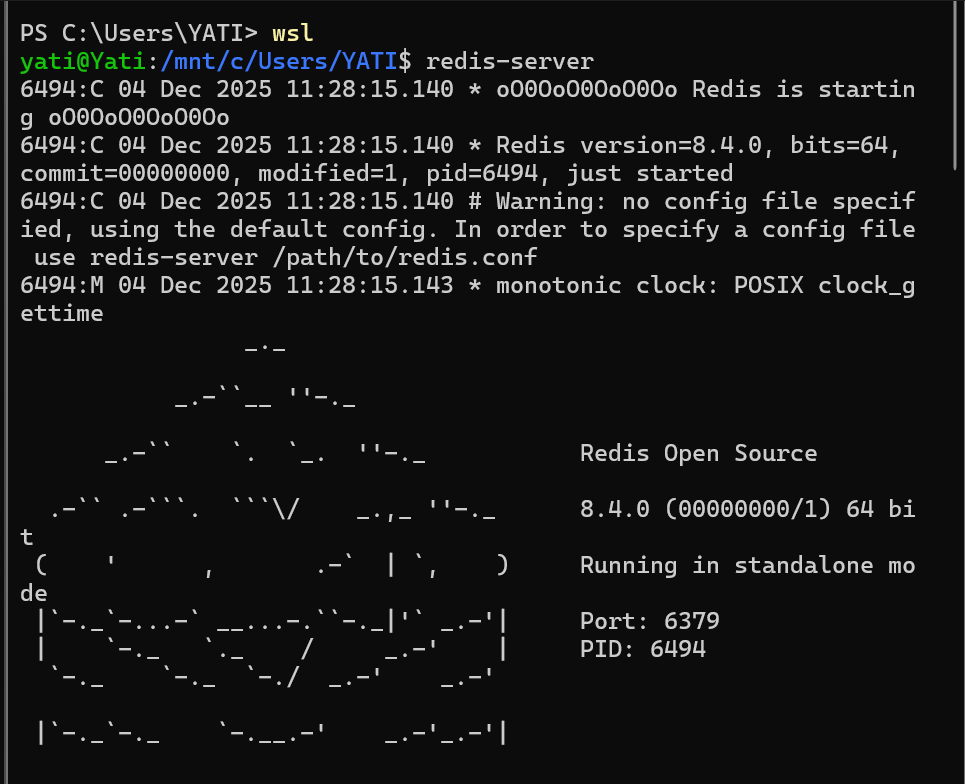 PS C:\Users\YATI> wsl
yati@Yati:/mnt/c/Users/YATI$ redis-server
6494:C 04 Dec 2025 11:28:15.140 * oO0OoO0OoO0Oo Redis is startin
g oO0OoO0OoO0Oo
6494:C 04 Dec 2025 11:28:15.140 * Redis version=8.4.0, bits=64,
commit=00000000, modified=1, pid=6494, just started
6494:C 04 Dec 2025 11:28:15.140 # Warning: no config file specif
ied, using the default config. In order to specify a config file
 use redis-server /path/to/redis.conf
6494:M 04 Dec 2025 11:28:15.143 * monotonic clock: POSIX clock_g
ettime
                _._
           _.-``__ ''-._
      _.-``    `.  `_.  ''-._           Redis Open Source
  .-`` .-```.  ```\/    _.,_ ''-._      8.4.0 (00000000/1) 64 bi
t
 (    '      ,       .-`  | `,    )     Running in standalone mo
de
 |`-._`-...-` __...-.``-._|'` _.-'|     Port: 6379
 |    `-._   `._    /     _.-'    |     PID: 6494
  `-._    `-._  `-./  _.-'    _.-'
 |`-._`-._    `-.__.-'    _.-'_.-'|